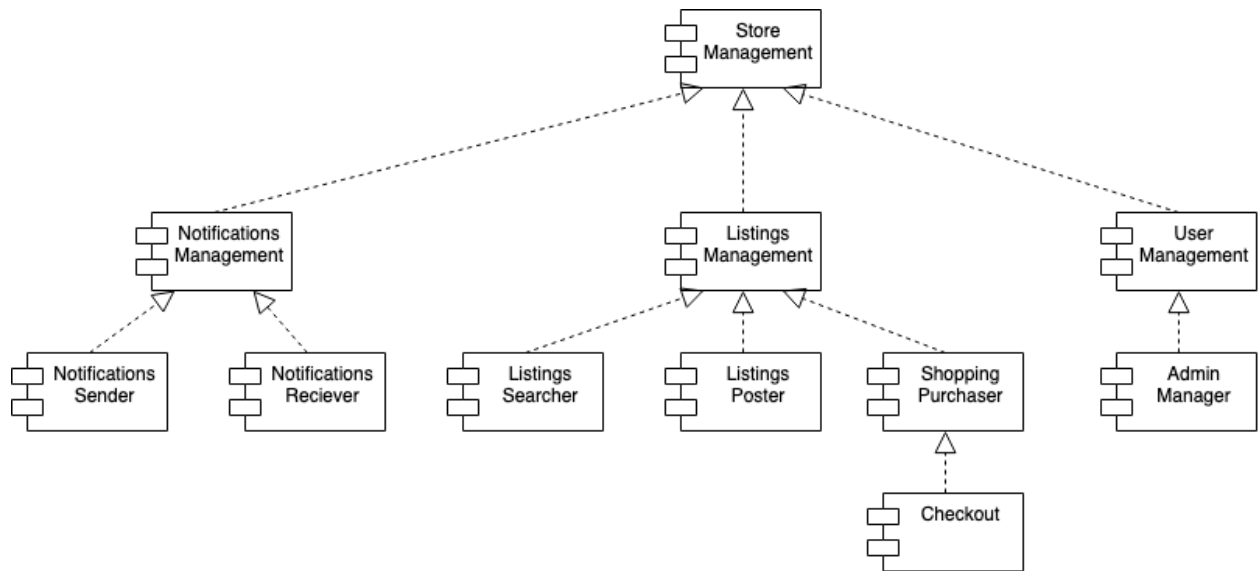 Store
Management
Notifications
Management
Listings
Management
User
Management
Notifications
Sender
Notifications
Reciever
Listings
Searcher
Listings
Poster
Shopping
Purchaser
Admin
Manager
Checkout